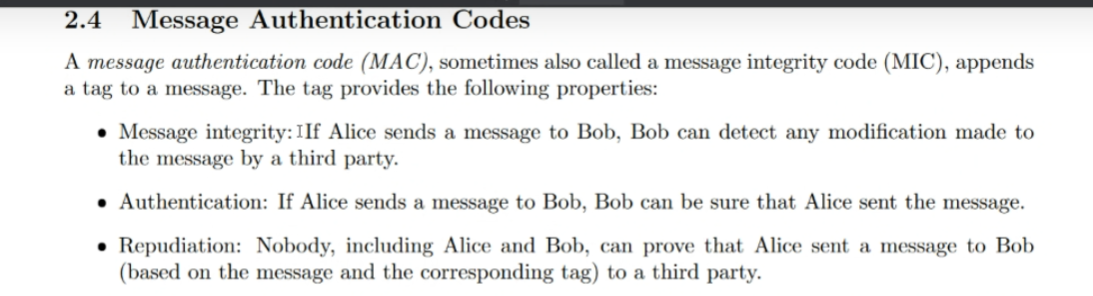 2.4 Message Authentication Codes
A message authentication code (MAC), sometimes also called a message integrity code (MIC), appends
a tag to a message. The tag provides the following properties:
• Message integrity: If Alice sends a message to Bob, Bob can detect any modification made to
the message by a third party.
• Authentication: If Alice sends a message to Bob, Bob can be sure that Alice sent the message.
• Repudiation: Nobody, including Alice and Bob, can prove that Alice sent a message to Bob
(based on the message and the corresponding tag) to a third party.